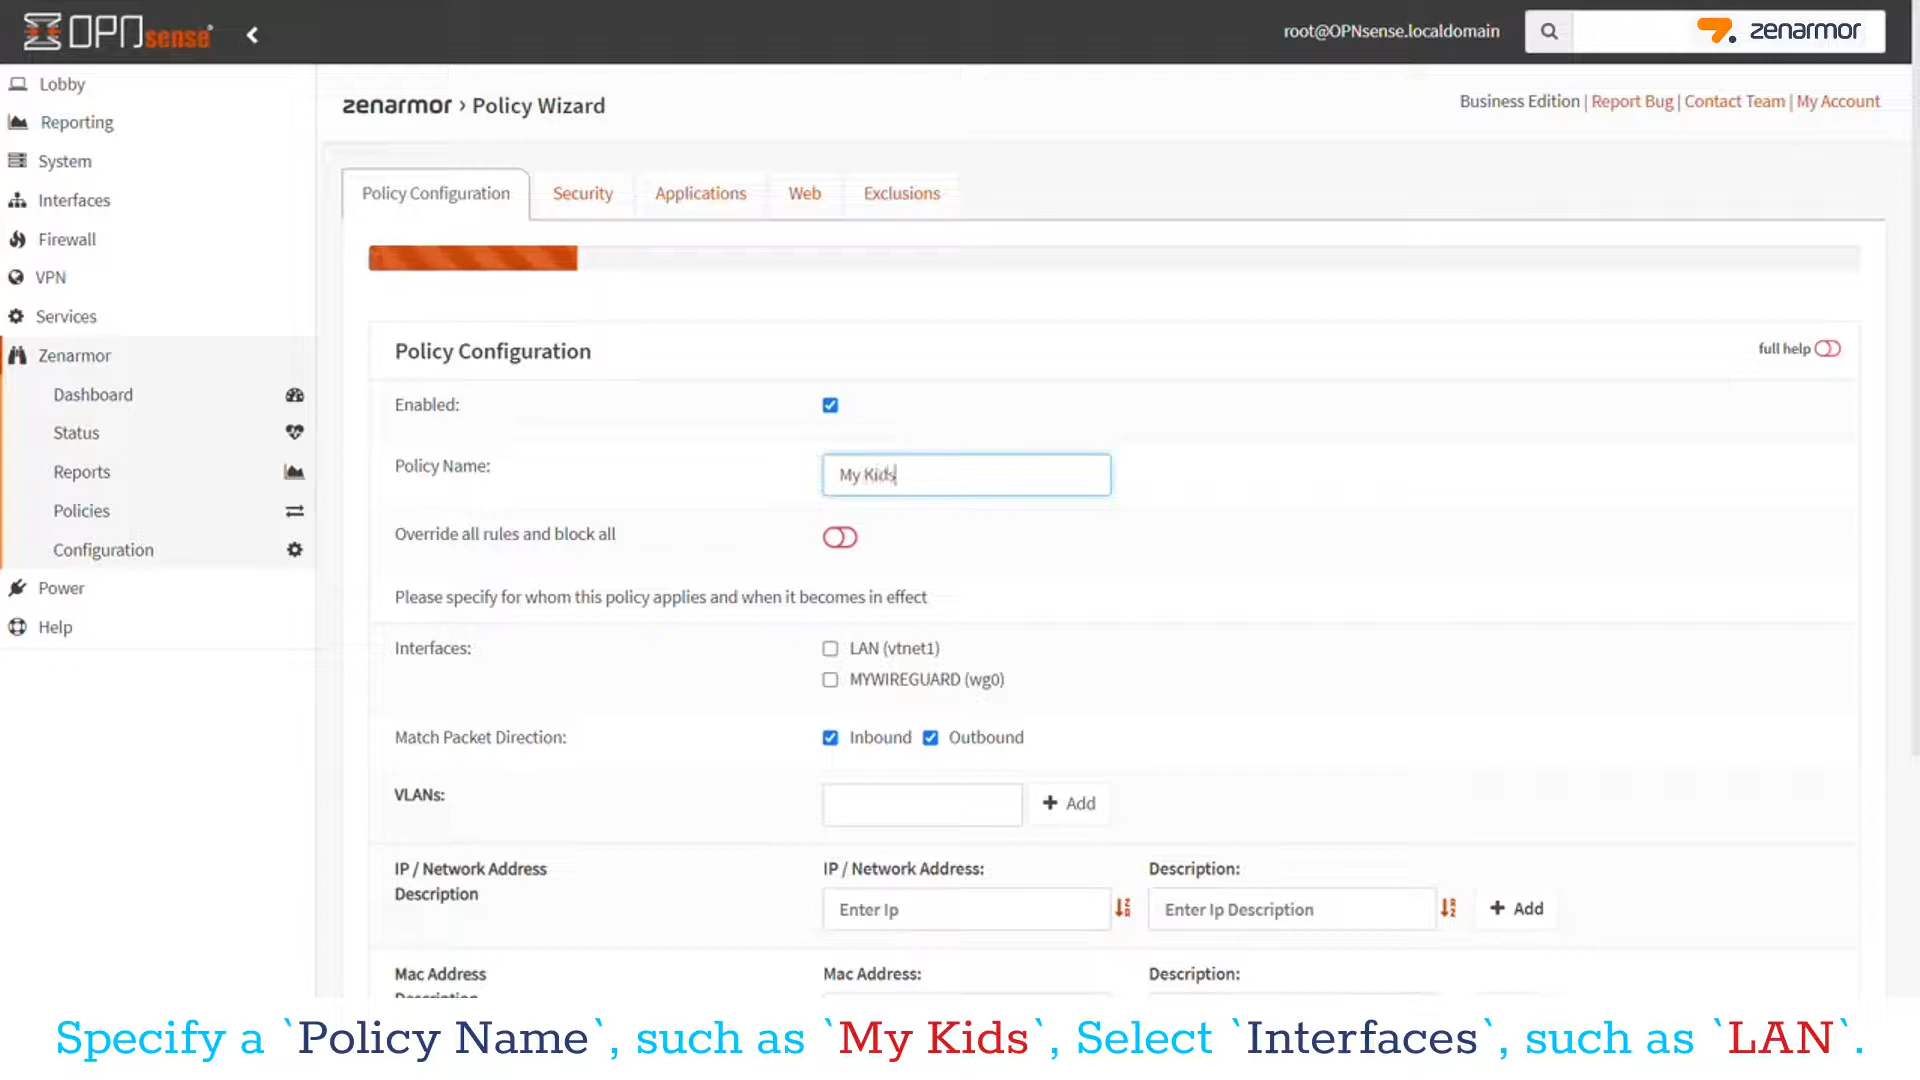 OPNsense
root@OPNsense.localdomain
zenarmor
Lobby
Reporting
System
Interfaces
Firewall
VPN
Services
Zenarmor
Dashboard
Status
Reports
Policies
Configuration
Power
Help
zenarmor › Policy Wizard
Business Edition | Report Bug | Contact Team | My Account
Policy Configuration
Security
Applications
Web
Exclusions
Policy Configuration
full help
Enabled:
Policy Name:
My Kids
Override all rules and block all
Please specify for whom this policy applies and when it becomes in effect
Interfaces:
LAN (vtnet1)
MYWIREGUARD (wg0)
Match Packet Direction:
Inbound
Outbound
VLANs:
Add
IP / Network Address
Description
IP / Network Address:
Description:
Enter Ip
Enter Ip Description
Add
Mac Address
Description
Mac Address:
Description:
Specify a `Policy Name`, such as `My Kids`, Select `Interfaces`, such as `LAN`.